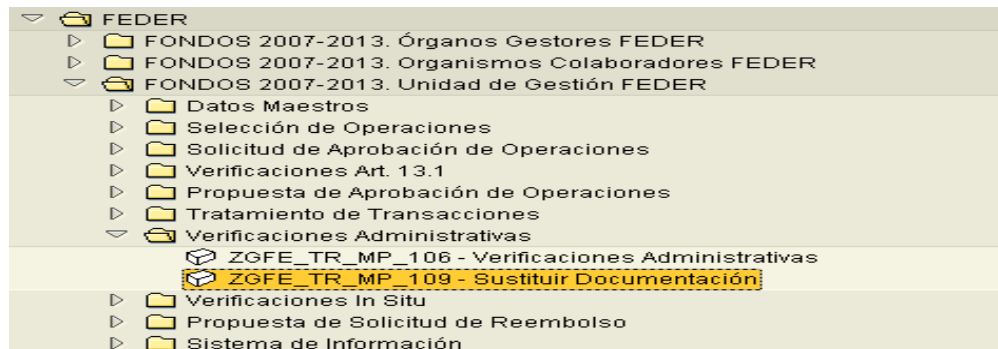 FEDER
FONDOS 2007-2013. Órganos Gestores FEDER
FONDOS 2007-2013. Organismos Colaboradores FEDER
FONDOS 2007-2013. Unidad de Gestión FEDER
Datos Maestros
Selección de Operaciones
Solicitud de Aprobación de Operaciones
Verificaciones Art. 13.1
Propuesta de Aprobación de Operaciones
Tratamiento de Transacciones
Verificaciones Administrativas
ZGFE_TR_MP_106 - Verificaciones Administrativas
ZGFE_TR_MP_109 - Sustituir Documentación
Verificaciones In Situ
Propuesta de Solicitud de Reembolso
Sistema de Información